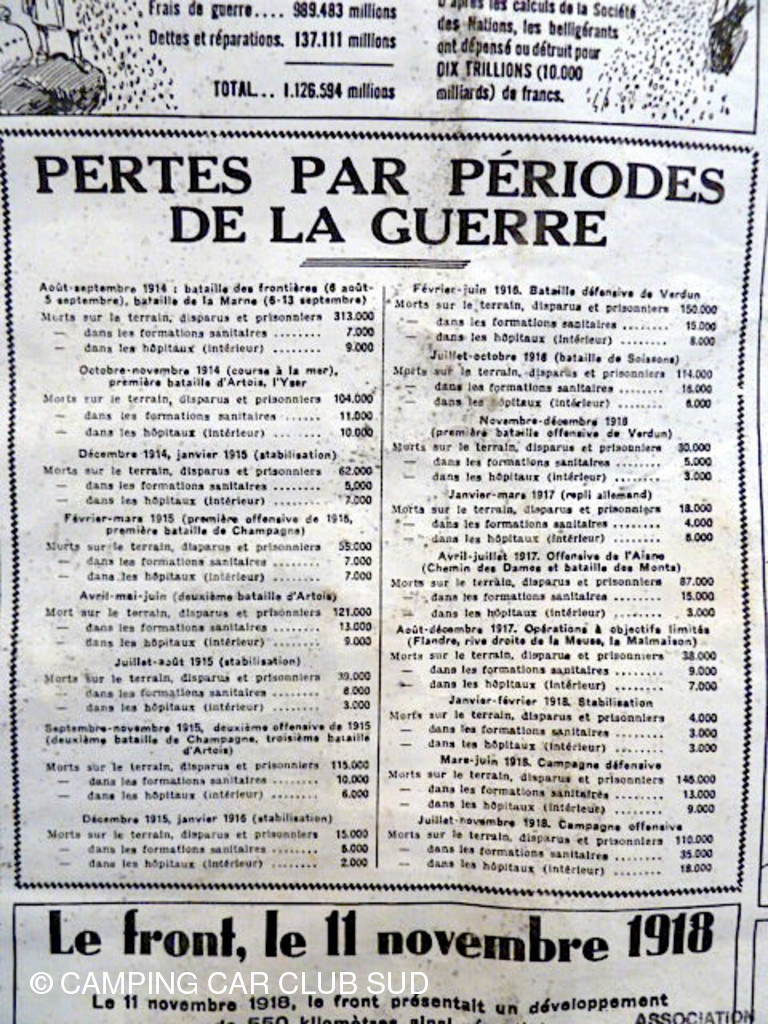 Frais de guerre.... 989.483 millions
Dettes et réparations. 137.111 millions
TOTAL... 1.126.594 millions
D'après les calculs de la Société
des Nations, les belligérants
ont dépensé ou détruit pour
DIX TRILLIONS (10.000
milliards) de francs.
PERTES PAR PÉRIODES
DE LA GUERRE
Août-septembre 1914 : bataille des frontières (6 août-
5 septembre), bataille de la Marne (6-13 septembre)
Morts sur le terrain, disparus et prisonniers 313.000
— dans les formations sanitaires ........ 7.000
— dans les hôpitaux (intérieur) ........ 9.000
Octobre-novembre 1914 (course à la mer),
première bataille d'Artois, l'Yser
Morts sur le terrain, disparus et prisonniers 104.000
— dans les formations sanitaires ...... 11.000
— dans les hôpitaux (intérieur) ........ 10.000
Décembre 1914, janvier 1915 (stabilisation)
Morts sur le terrain, disparus et prisonniers 62.000
— dans les formations sanitaires ........ 5,000
— dans les hôpitaux (intérieur) ........ 7.000
Février-mars 1915 (première offensive de 1915,
première bataille de Champagne)
Morts sur le terrain, disparus et prisonniers 55.000
— dans les formations sanitaires ........ 7.000
— dans les hôpitaux (intérieur) ........ 7.000
Avril-mai-juin (deuxième bataille d'Artois)
Mort sur le terrain, disparus et prisonniers 121.000
— dans les formations sanitaires ........ 13.000
— dans les hôpitaux (intérieur) ........ 9.000
Juillet-août 1915 (stabilisation)
Morts sur le terrain, disparus et prisonniers
— dans les formations sanitaires ........
— dans les hôpitaux (intérieur) ........ 3.000
Septembre-novembre 1915, deuxième offensive de 1915
(deuxième bataille de Champagne, troisième bataille
d'Artois)
Morts sur le terrain, disparus et prisonniers 115.000
— dans les formations sanitaires ........ 10,000
— dans les hôpitaux (intérieur) ........ 6.000
Décembre 1915, janvier 1916 (stabilisation)
Morts sur le terrain, disparus et prisonniers 15.000
— dans les formations sanitaires ........
— dans les hôpitaux (intérieur) ........ 2.000
Février-juin 1916. Bataille défensive de Verdun
Morts sur le terrain, disparus et prisonniers 150.000
— dans les formations sanitaires ........ 15.000
— dans les hôpitaux (intérieur) ........
Juillet-octobre 1916 (bataille de Soissons)
Morts sur le terrain, disparus et prisonniers 114.000
— dans les formations sanitaires ........
— dans les hôpitaux (intérieur) ........
Novembre-décembre 1916
(première bataille offensive de Verdun)
Morts sur le terrain, disparus et prisonniers 30.000
— dans les formations sanitaires ........ 5.000
— dans les hôpitaux (intérieur) ........ 3.000
Janvier-mars 1917 (repli allemand)
Morts sur le terrain, disparus et prisonniers 18.000
— dans les formations sanitaires ........ 4.000
— dans les hôpitaux (intérieur) ........
Avril-juillet 1917. Offensive de l'Aisne
(Chemin des Dames et bataille des Monts)
Morts sur le terrain, disparus et prisonniers 87.000
— dans les formations sanitaires ........ 15.000
— dans les hôpitaux (intérieur) ........ 3.000
Août-décembre 1917. Opérations à objectifs limités
(Flandre, rive droite de la Meuse, la Malmaison)
Morts sur le terrain, disparus et prisonniers 38.000
— dans les formations sanitaires ........ 9.000
— dans les hôpitaux (intérieur) ........ 7.000
Janvier-février 1918. Stabilisation
Morts sur le terrain, disparus et prisonniers 4.000
— dans les formations sanitaires ........ 3.000
— dans les hôpitaux (intérieur) ........ 3.000
Mars-juin 1918. Campagne défensive
Morts sur le terrain, disparus et prisonniers
— dans les formations sanitaires ........ 13.000
— dans les hôpitaux (intérieur) ........ 9.000
Juillet-novembre 1918. Campagne offensive
Morts sur le terrain, disparus et prisonniers 110.000
— dans les formations sanitaires ........ 35.000
— dans les hôpitaux (intérieur) ........ 18.000
Le front, le 11 novembre 1918
© CAMPING CAR CLUB SUD
Le 11 novembre 1918, le front présentait un développement
ASSOCIATION
de 550 kilomètres ainsi